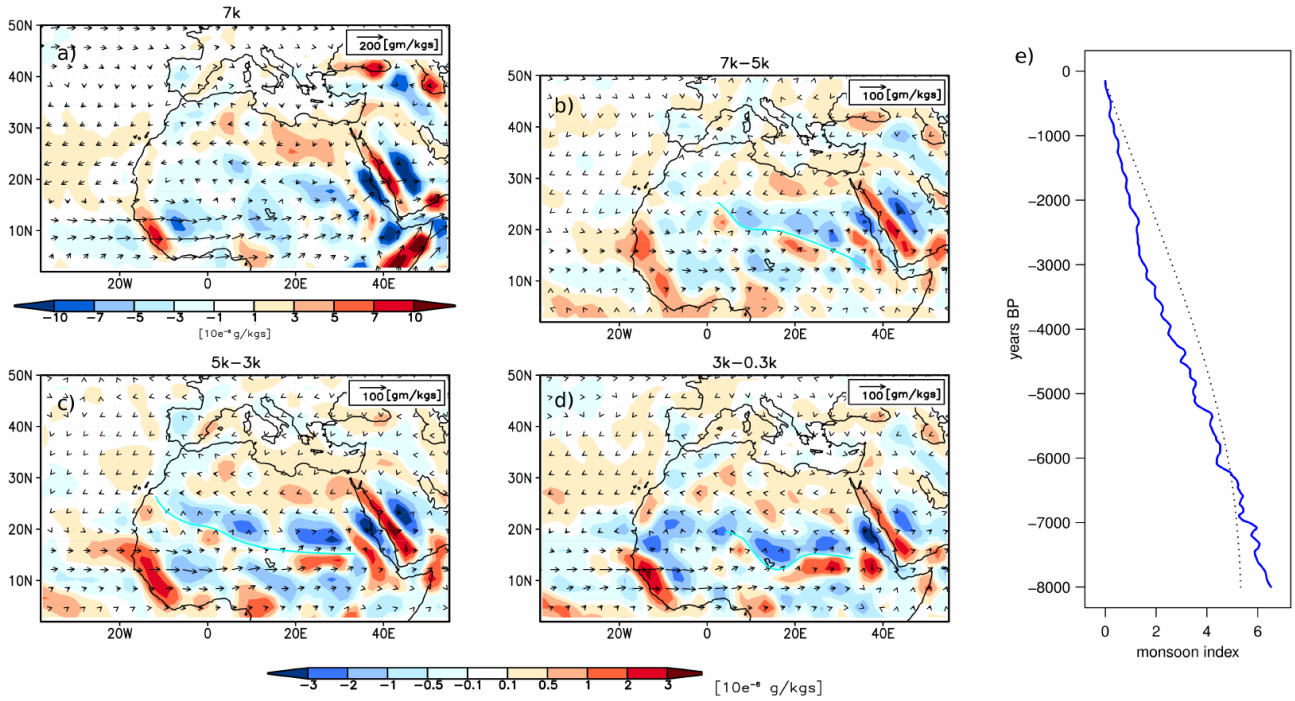 7k
a)
200[gm/kgs]
50N
40N
30N
20N
10N
20W 0 20E 40E
−10 −7 −5 −3 −1 1 3 5 7 10
[10e⁻⁶ g/kgs]
7k−5k
b)
100[gm/kgs]
50N
40N
30N
20N
10N
20W 0 20E 40E
5k−3k
c)
100[gm/kgs]
50N
40N
30N
20N
10N
20W 0 20E 40E
3k−0.3k
d)
100[gm/kgs]
50N
40N
30N
20N
10N
20W 0 20E 40E
−3 −2 −1 −0.5 −0.1 0.1 0.5 1 2 3
[10e⁻⁶ g/kgs]
e)
years BP
0
−1000
−2000
−3000
−4000
−5000
−6000
−7000
−8000
0 2 4 6
monsoon index